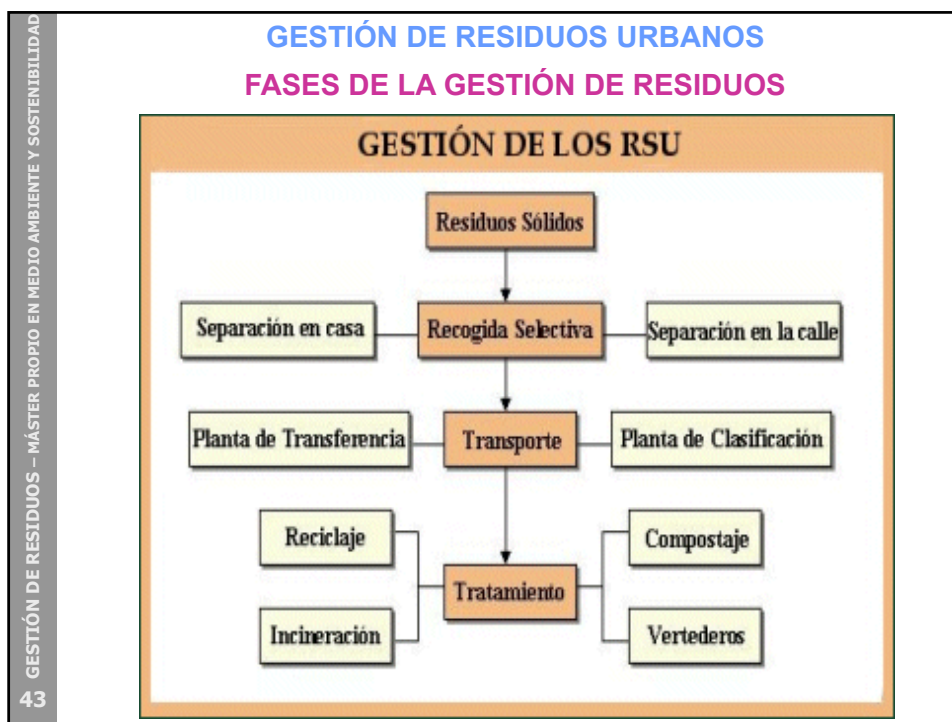 GESTIÓN DE RESIDUOS URBANOS
FASES DE LA GESTIÓN DE RESIDUOS
GESTIÓN DE LOS RSU
Residuos Sólidos
Separación en casa
Recogida Selectiva
Separación en la calle
Planta de Transferencia
Transporte
Planta de Clasificación
Reciclaje
Compostaje
Tratamiento
Incineración
Vertederos
GESTIÓN DE RESIDUOS – MÁSTER PROPIO EN MEDIO AMBIENTE Y SOSTENIBILIDAD
43